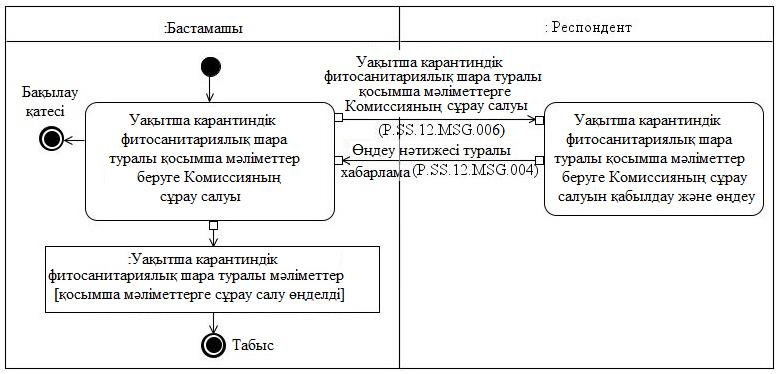 :Бастамашы
: Респондент
Бақылау
қатесі
Уақытша карантиндік
фитосанитариялық шара
туралы қосымша мәліметтер
беруге Комиссияның
сұрау салуы
Уақытша карантиндік
фитосанитариялық шара туралы
қосымша мәліметтерге
Комиссияның сұрау салуы
(P.SS.12.MSG.006)
Өңдеу нәтижесі туралы
хабарлама (P.SS.12.MSG.004)
Уақытша карантиндік
фитосанитариялық шара
туралы қосымша мәліметтер
беруге Комиссияның сұрау
салуын қабылдау және өңдеу
:Уақытша карантиндік
фитосанитариялық шара туралы мәліметтер
[қосымша мәліметтерге сұрау салу өңделді]
Табыс